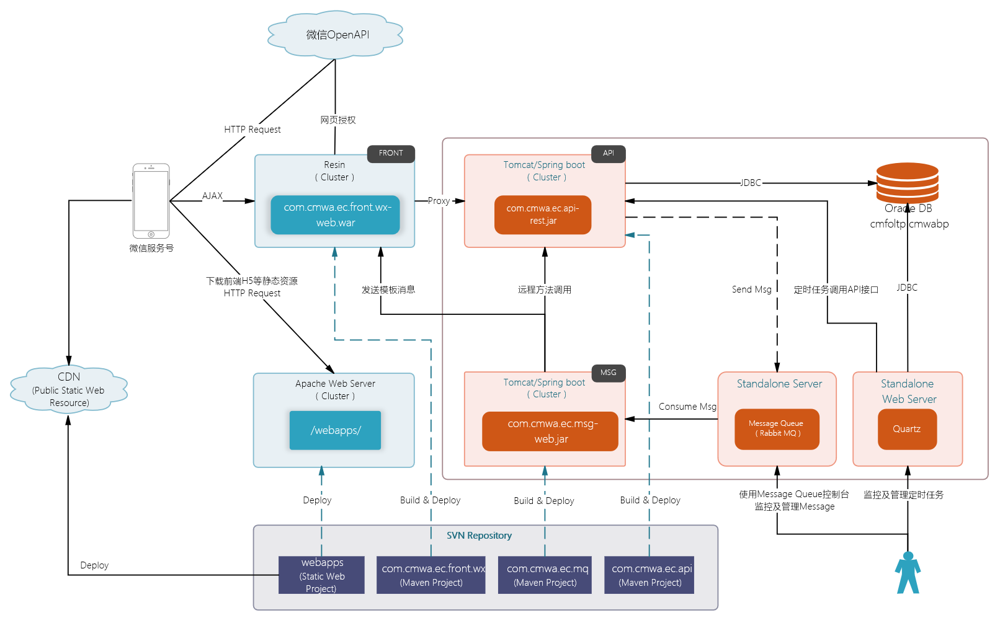 微信OpenAPI
网页授权
HTTP Request
FRONT
API
Resin
( Cluster )
com.cmwa.ec.front.wx-
web.war
Tomcat/Spring boot
( Cluster )
com.cmwa.ec.api-
rest.jar
AJAX
Proxy
JDBC
Oracle DB
cmfoltp cmwabp
微信服务号
下载前端H5等静态资源
HTTP Request
发送模板消息
远程方法调用
Send Msg
定时任务调用API接口
JDBC
CDN
(Public Static Web
Resource)
Apache Web Server
( Cluster )
/webapps/
MSG
Tomcat/Spring boot
( Cluster )
com.cmwa.ec.msg-
web.jar
Consume Msg
Standalone Server
Message Queue
( Rabbit MQ )
Standalone
Web Server
Quartz
Deploy
Build & Deploy
Build & Deploy
Build & Deploy
使用Message Queue控制台
监控及管理Message
监控及管理定时任务
SVN Repository
Deploy
webapps
(Static Web
Project)
com.cmwa.ec.front.wx
(Maven Project)
com.cmwa.ec.mq
(Maven Project)
com.cmwa.ec.api
(Maven Project)